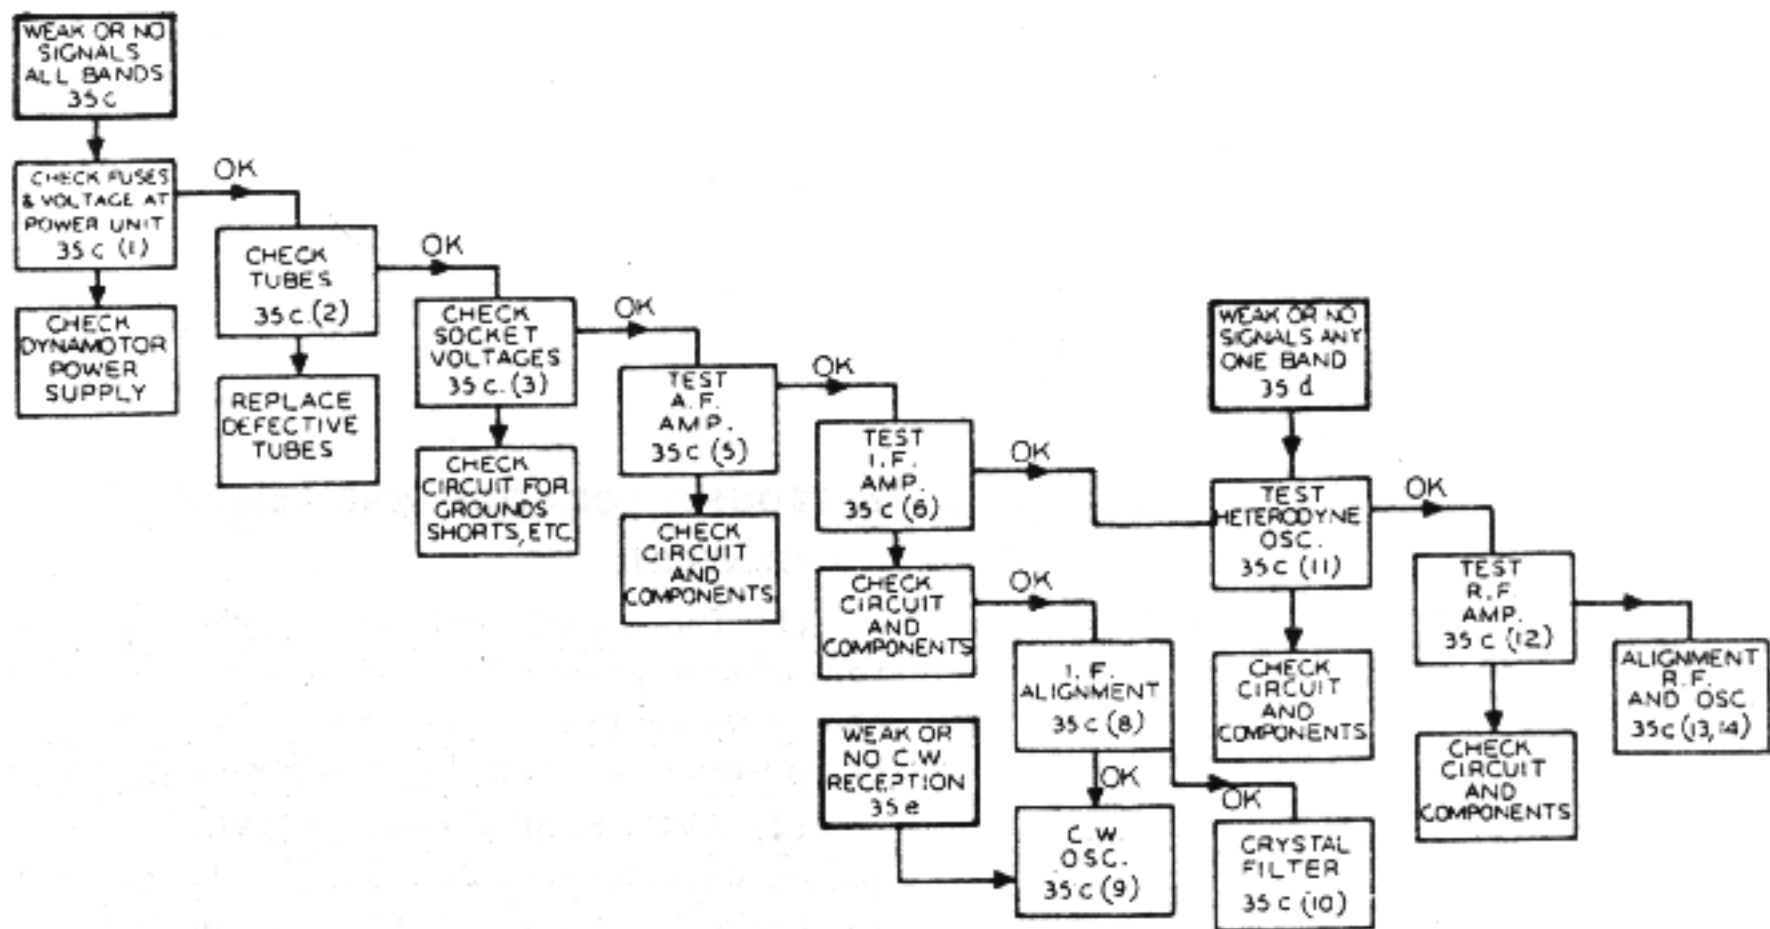 WEAK OR NO
SIGNALS
ALL BANDS
35 c
CHECK FUSES
& VOLTAGE AT
POWER UNIT
35 c (1)
OK
CHECK
DYNAMOTOR
POWER
SUPPLY
CHECK
TUBES
35 c. (2)
OK
REPLACE
DEFECTIVE
TUBES
CHECK
SOCKET
VOLTAGES
35 c. (3)
OK
CHECK
CIRCUIT FOR
GROUNDS
SHORTS, ETC.
TEST
A.F.
AMP.
35 c (5)
OK
CHECK
CIRCUIT
AND
COMPONENTS
TEST
I.F.
AMP.
35 c (6)
OK
CHECK
CIRCUIT
AND
COMPONENTS
OK
I.F.
ALIGNMENT
35 c (8)
OK
OK
WEAK OR
NO C.W.
RECEPTION
35 e
C.W.
OSC.
35 c (9)
CRYSTAL
FILTER
35 c (10)
WEAK OR NO
SIGNALS ANY
ONE BAND
35 d
TEST
HETERODYNE
OSC.
35 c (11)
OK
CHECK
CIRCUIT
AND
COMPONENTS
TEST
R.F.
AMP.
35 c (12)
CHECK
CIRCUIT
AND
COMPONENTS
ALIGNMENT
R.F.
AND OSC.
35 c (13, 14)